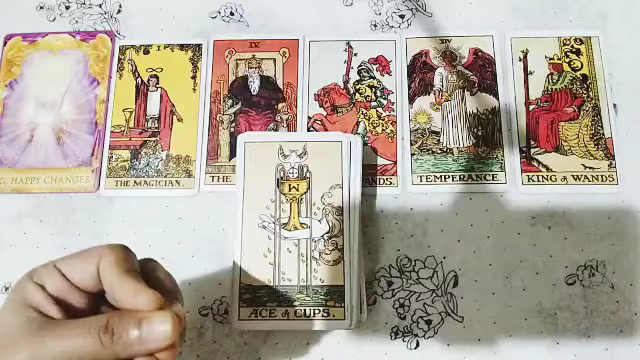 HAPPY CHANGES
I
THE MAGICIAN.
IV
THE
ANDS.
XIV
TEMPERANCE.
KING of WANDS
ACE of CUPS.